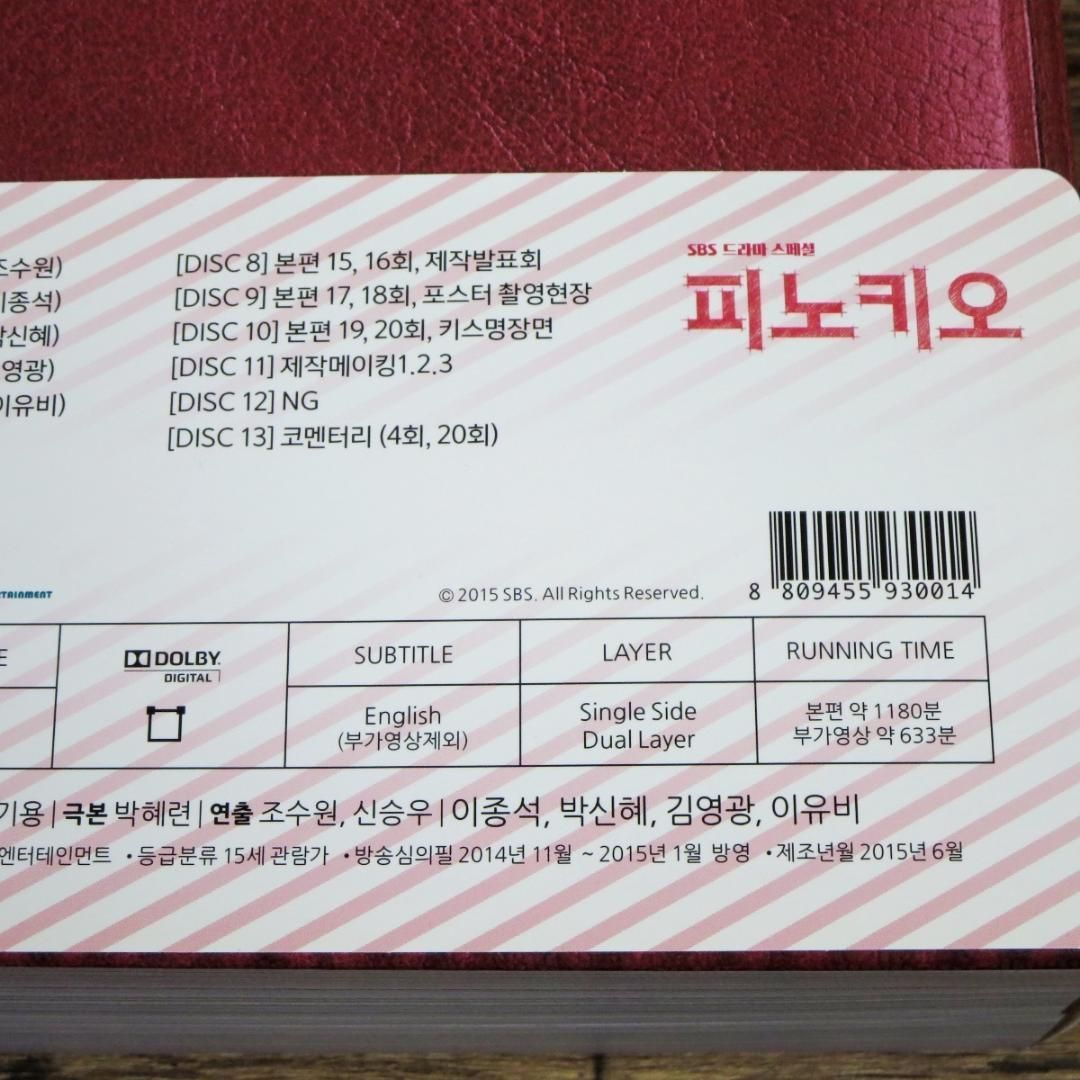 SBS 드라마 스페셜
피노키오
조수원)
이종석)
박신혜)
영광)
이유비)
[DISC 8] 본편 15, 16회, 제작발표회
[DISC 9] 본편 17, 18회, 포스터 촬영현장
[DISC 10] 본편 19, 20회, 키스명장면
[DISC 11] 제작메이킹1.2.3
[DISC 12] NG
[DISC 13] 코멘터리 (4회, 20회)
RTAINMENT
©2015 SBS. All Rights Reserved.
8 809455 930014
E
DOLBY
DIGITAL
SUBTITLE
English
(부가영상제외)
LAYER
Single Side
Dual Layer
RUNNING TIME
본편 약 1180분
부가영상 약 633분
기용 | 극본 박혜련 | 연출 조수원, 신승우 | 이종석, 박신혜, 김영광, 이유비
엔터테인먼트 •등급분류 15세 관람가 •방송심의필 2014년 11월 ~ 2015년 1월 방영 •제조년월 2015년 6월